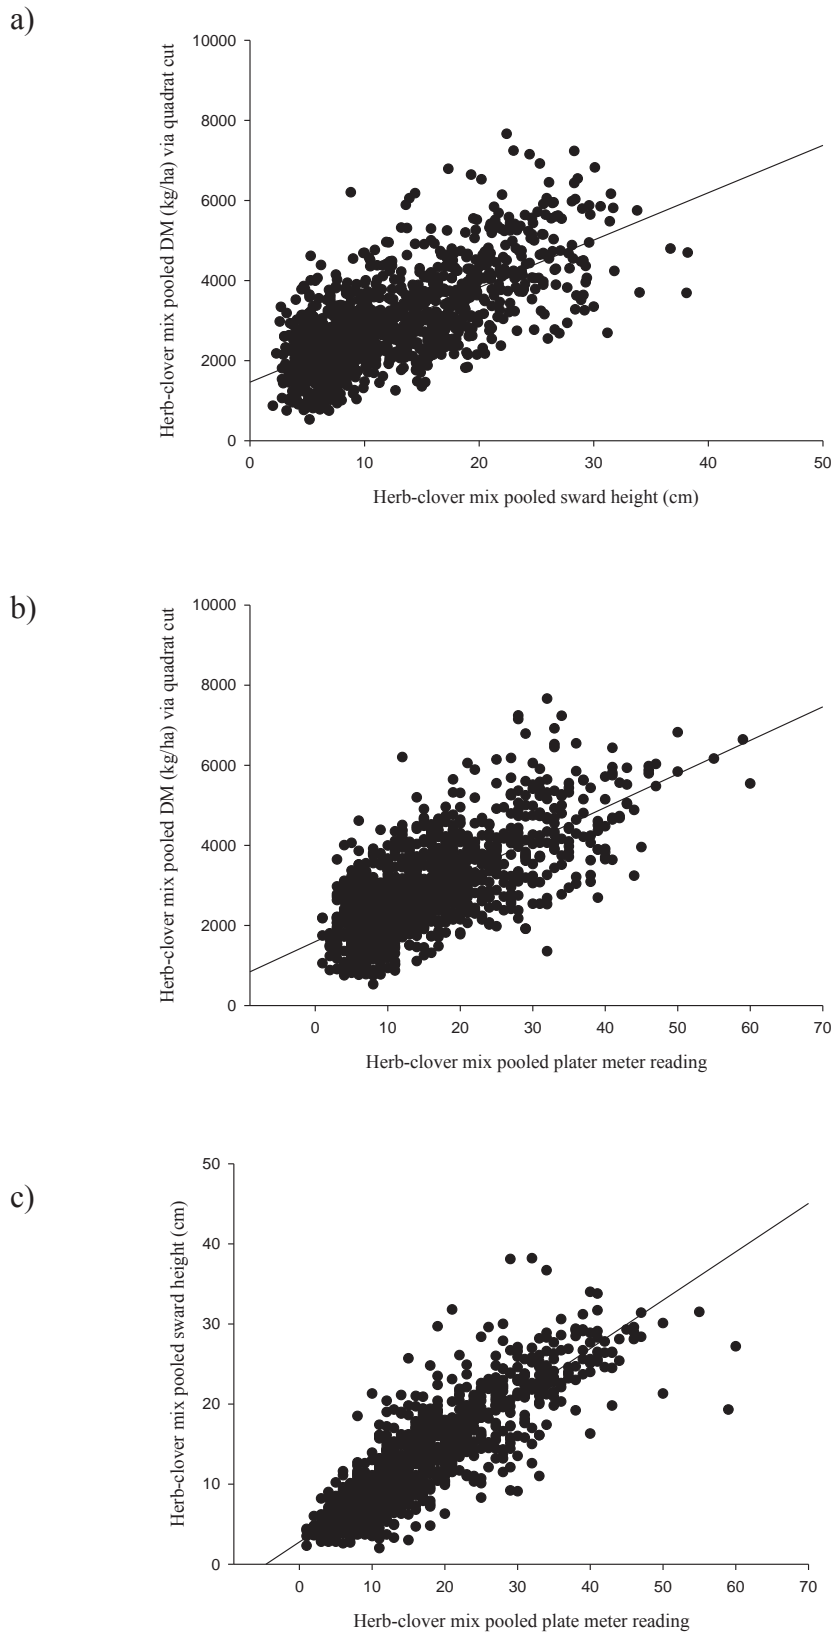 a)
Herb-clover mix pooled DM (kg/ha) via quadrat cut
10000
8000
6000
4000
2000
0
0 10 20 30 40 50
Herb-clover mix pooled sward height (cm)
b)
Herb-clover mix pooled DM (kg/ha) via quadrat cut
10000
8000
6000
4000
2000
0
0 10 20 30 40 50 60 70
Herb-clover mix pooled plater meter reading
c)
Herb-clover mix pooled sward height (cm)
50
40
30
20
10
0
0 10 20 30 40 50 60 70
Herb-clover mix pooled plate meter reading